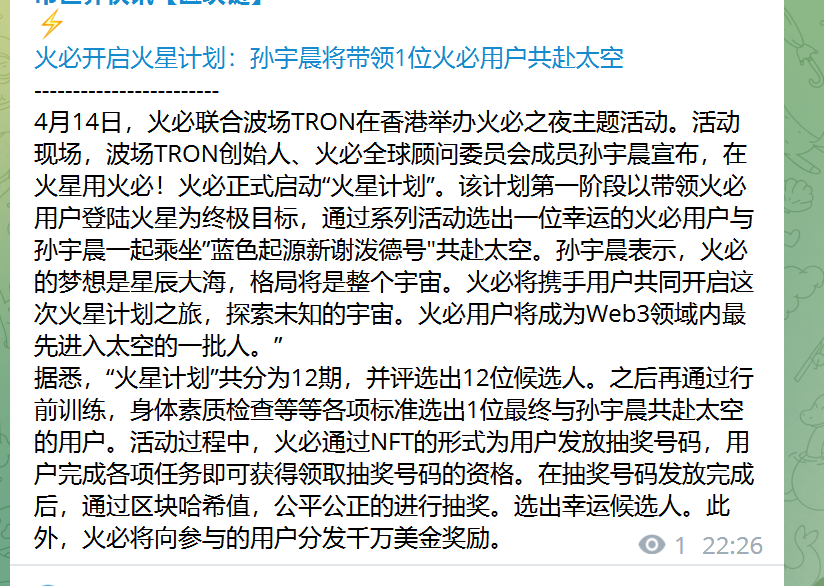 火必开启火星计划：孙宇晨将带领1位火必用户共赴太空
------------------------
4月14日，火必联合波场TRON在香港举办火必之夜主题活动。活动
现场，波场TRON创始人、火必全球顾问委员会成员孙宇晨宣布，在
火星用火必！火必正式启动“火星计划”。该计划第一阶段以带领火必
用户登陆火星为终极目标，通过系列活动选出一位幸运的火必用户与
孙宇晨一起乘坐”蓝色起源新谢泼德号"共赴太空。孙宇晨表示，火必
的梦想是星辰大海，格局将是整个宇宙。火必将携手用户共同开启这
次火星计划之旅，探索未知的宇宙。火必用户将成为Web3领域内最
先进入太空的一批人。”
据悉，“火星计划”共分为12期，并评选出12位候选人。之后再通过行
前训练，身体素质检查等等各项标准选出1位最终与孙宇晨共赴太空
的用户。活动过程中，火必通过NFT的形式为用户发放抽奖号码，用
户完成各项任务即可获得领取抽奖号码的资格。在抽奖号码发放完成
后，通过区块哈希值，公平公正的进行抽奖。选出幸运候选人。此
外，火必将向参与的用户分发千万美金奖励。
1 22:26